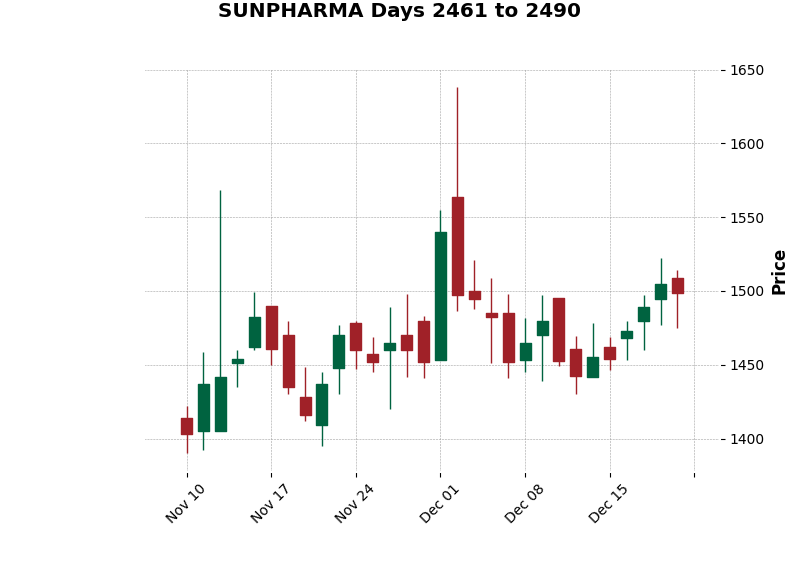 SUNPHARMA Days 2461 to 2490
1650
1600
1550
1500
1450
1400
Price
Nov 10
Nov 17
Nov 24
Dec 01
Dec 08
Dec 15